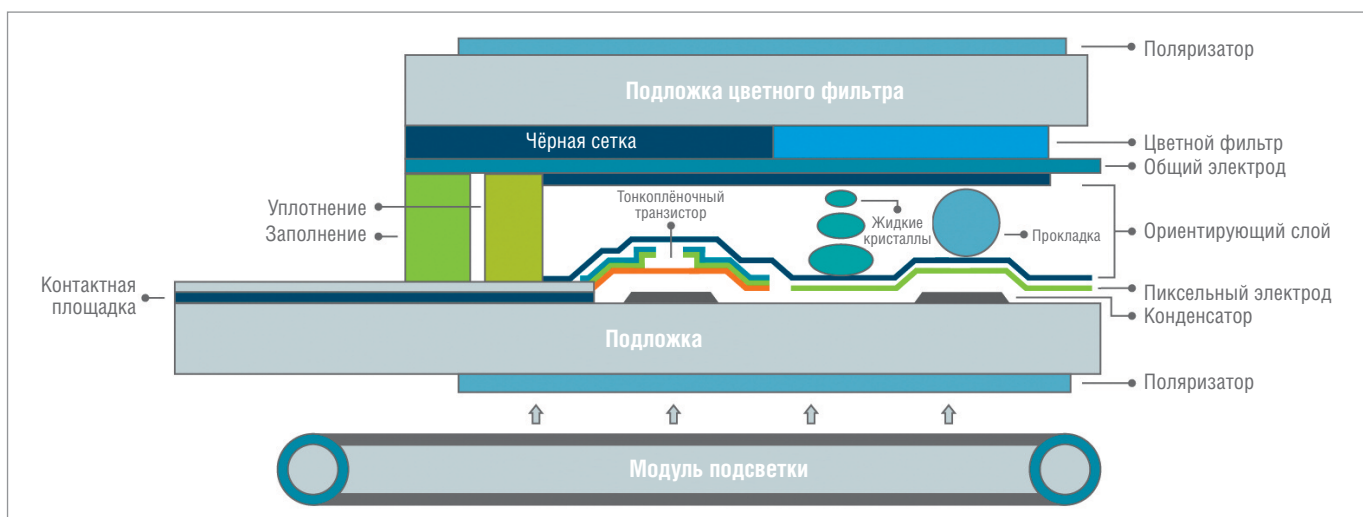 Поляризатор
Подложка цветного фильтра
Чёрная сетка
Цветной фильтр
Общий электрод
Тонкоплёночный
транзистор
Уплотнение
Заполнение
Жидкие
кристаллы
Прокладка
Ориентирующий слой
Контактная
площадка
Пиксельный электрод
Конденсатор
Подложка
Поляризатор
Модуль подсветки